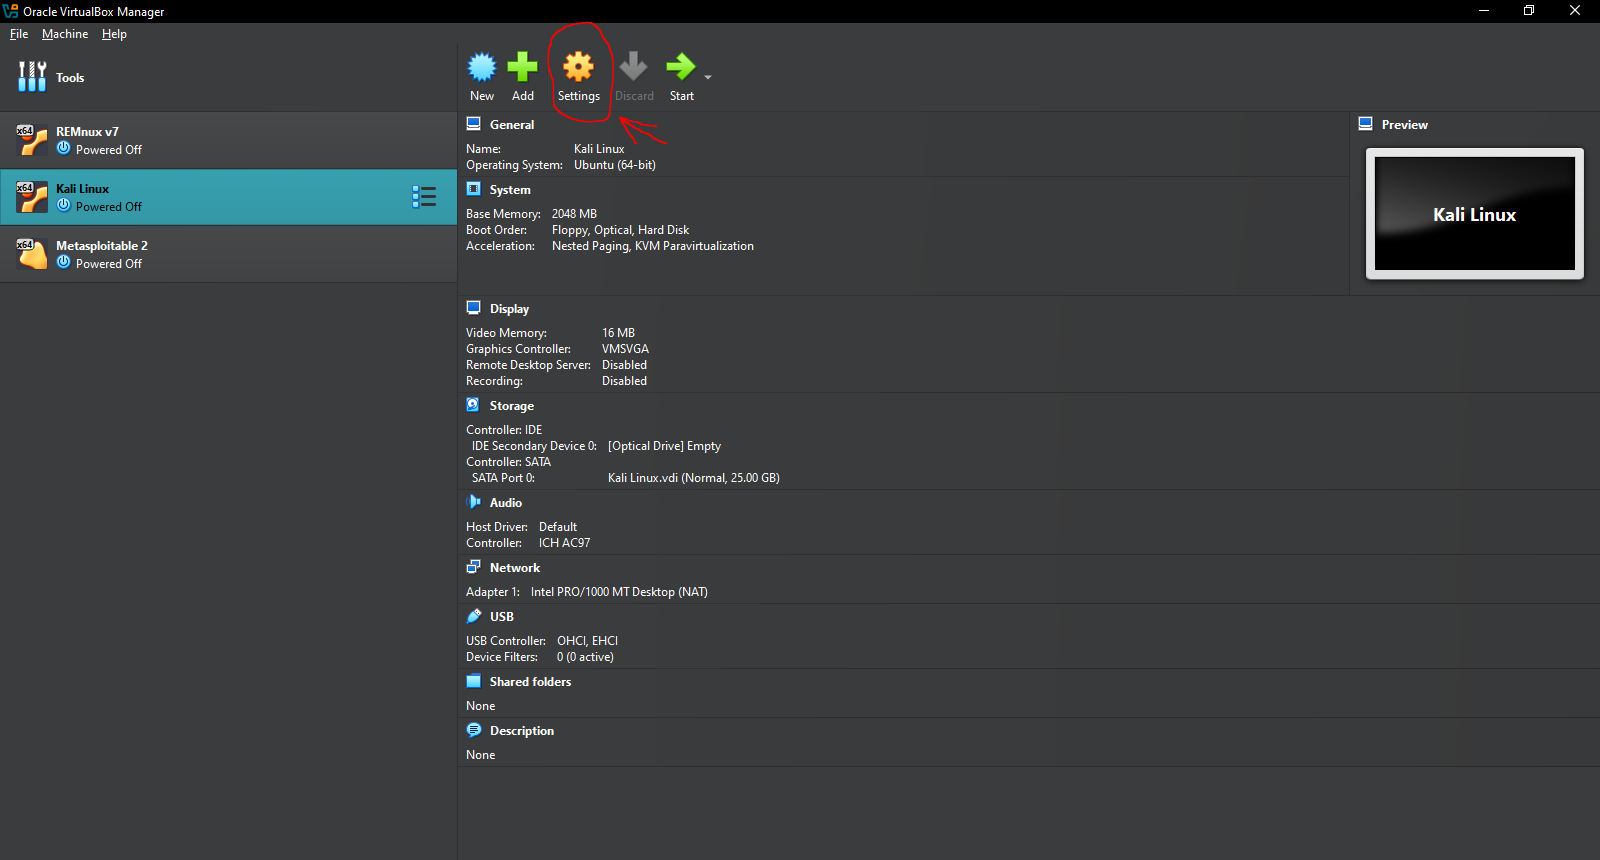 Oracle VirtualBox Manager
File Machine Help
Tools
New Add Settings Discard Start
x64 REMnux v7
Powered Off
x64 Kali Linux
Powered Off
x64 Metasploitable 2
Powered Off
General
Name: Kali Linux
Operating System: Ubuntu (64-bit)
System
Base Memory: 2048 MB
Boot Order: Floppy, Optical, Hard Disk
Acceleration: Nested Paging, KVM Paravirtualization
Preview
Kali Linux
Display
Video Memory: 16 MB
Graphics Controller: VMSVGA
Remote Desktop Server: Disabled
Recording: Disabled
Storage
Controller: IDE
IDE Secondary Device 0: [Optical Drive] Empty
Controller: SATA
SATA Port 0: Kali Linux.vdi (Normal, 25.00 GB)
Audio
Host Driver: Default
Controller: ICH AC97
Network
Adapter 1: Intel PRO/1000 MT Desktop (NAT)
USB
USB Controller: OHCI, EHCI
Device Filters: 0 (0 active)
Shared folders
None
Description
None